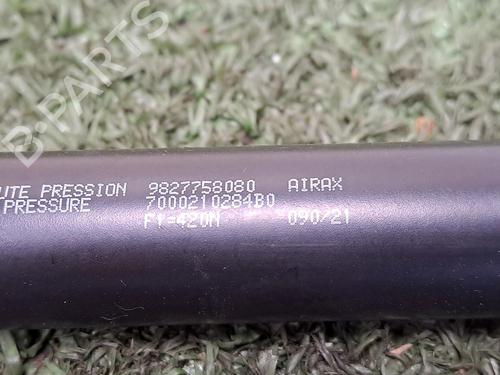 B-PARTS
UTE PRESSION 9827758080 AIRAX
PRESSURE 7000210284B0
F1=420N 090/21